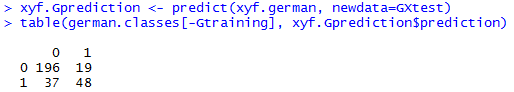 > xyf.Gprediction <- predict(xyf.german, newdata=GXtest)
> table(german.classes[-Gtraining], xyf.Gprediction$prediction)
0 1
0 196 19
1 37 48